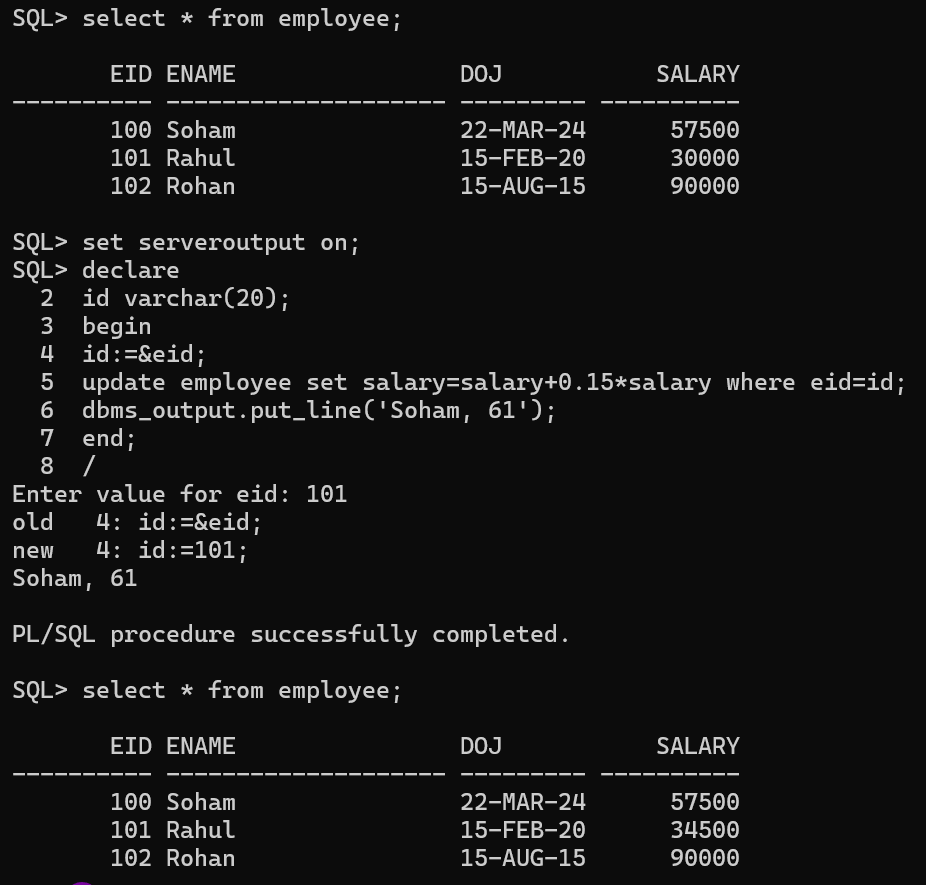 SQL> select * from employee;
       EID ENAME                DOJ           SALARY
---------- -------------------- --------- ----------
       100 Soham                22-MAR-24      57500
       101 Rahul                15-FEB-20      30000
       102 Rohan                15-AUG-15      90000
SQL> set serveroutput on;
SQL> declare
  2  id varchar(20);
  3  begin
  4  id:=&eid;
  5  update employee set salary=salary+0.15*salary where eid=id;
  6  dbms_output.put_line('Soham, 61');
  7  end;
  8  /
Enter value for eid: 101
old   4: id:=&eid;
new   4: id:=101;
Soham, 61
PL/SQL procedure successfully completed.
SQL> select * from employee;
       EID ENAME                DOJ           SALARY
---------- -------------------- --------- ----------
       100 Soham                22-MAR-24      57500
       101 Rahul                15-FEB-20      34500
       102 Rohan                15-AUG-15      90000